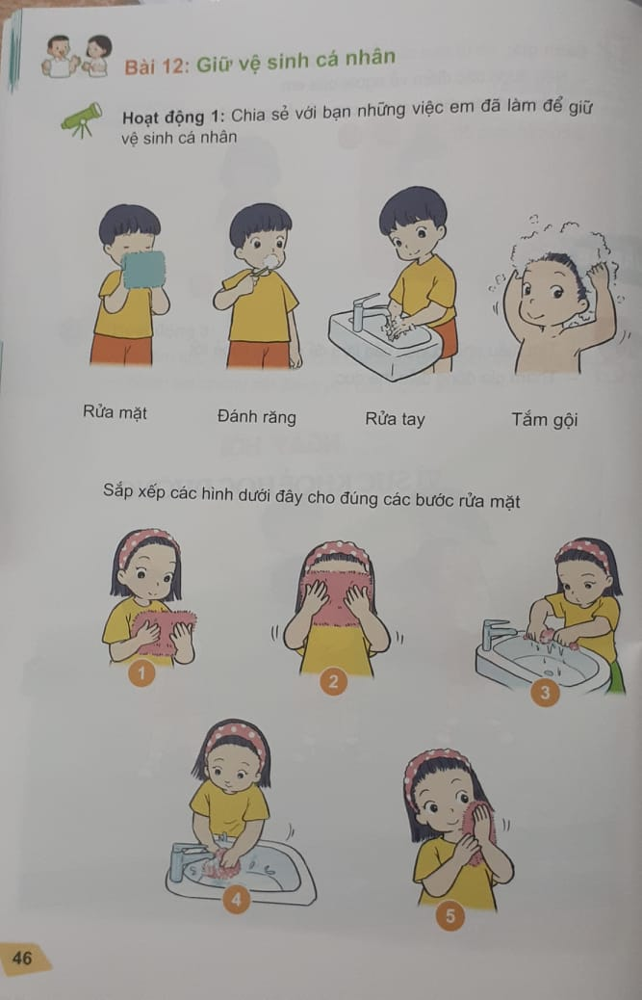 Bài 12: Giữ vệ sinh cá nhân
Hoạt động 1: Chia sẻ với bạn những việc em đã làm để giữ
vệ sinh cá nhân
Rửa mặt
Đánh răng
Rửa tay
Tắm gội
Sắp xếp các hình dưới đây cho đúng các bước rửa mặt
1
2
3
4
5
46